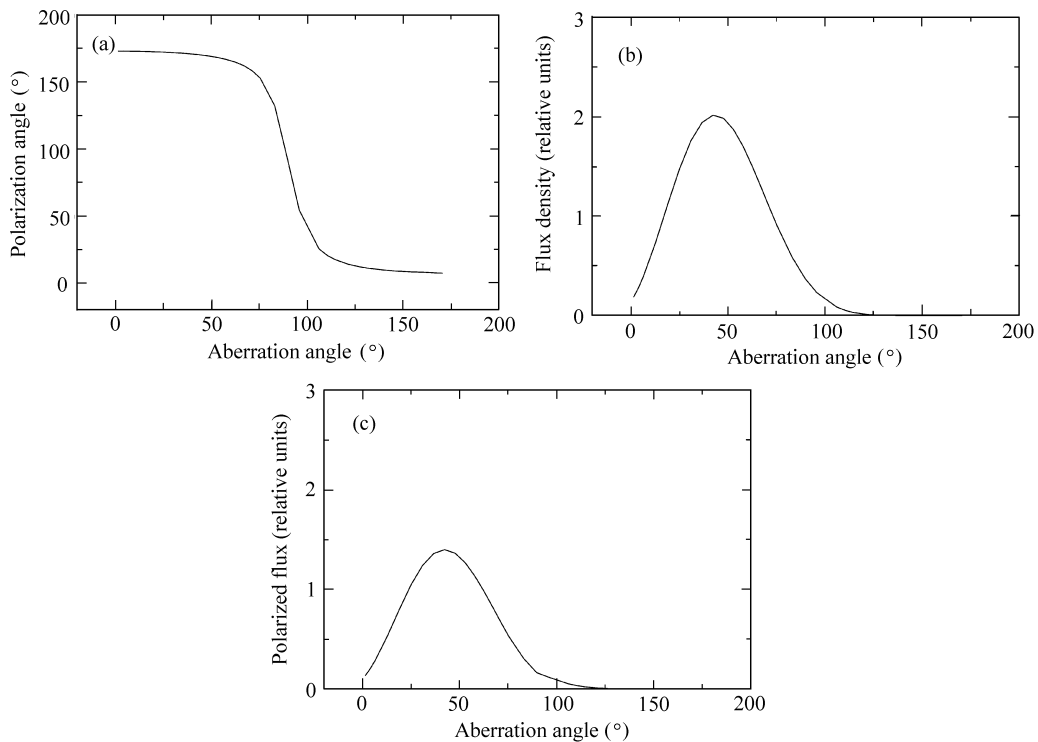 (a)
Polarization angle (°)
200
150
100
50
0
0 50 100 150 200
Aberration angle (°)
(b)
Flux density (relative units)
3
2
1
0
0 50 100 150 200
Aberration angle (°)
(c)
Polarized flux (relative units)
3
2
1
0
0 50 100 150 200
Aberration angle (°)